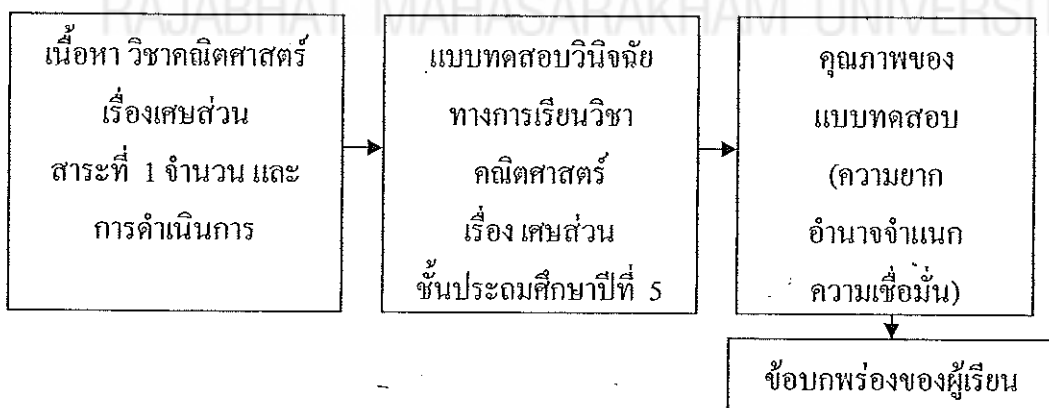 RAJABHAT MAHASARAKHAM UNIVERSI
เนื้อหา วิชาคณิตศาสตร์
เรื่องเศษส่วน
สาระที่ 1 จำนวน และ
การดำเนินการ
แบบทดสอบวินิจฉัย
ทางการเรียนวิชา
คณิตศาสตร์
เรื่อง เศษส่วน
ชั้นประถมศึกษาปีที่ 5
คุณภาพของ
แบบทดสอบ
(ความยาก
อำนาจจำแนก
ความเชื่อมั่น)
ข้อบกพร่องของผู้เรียน